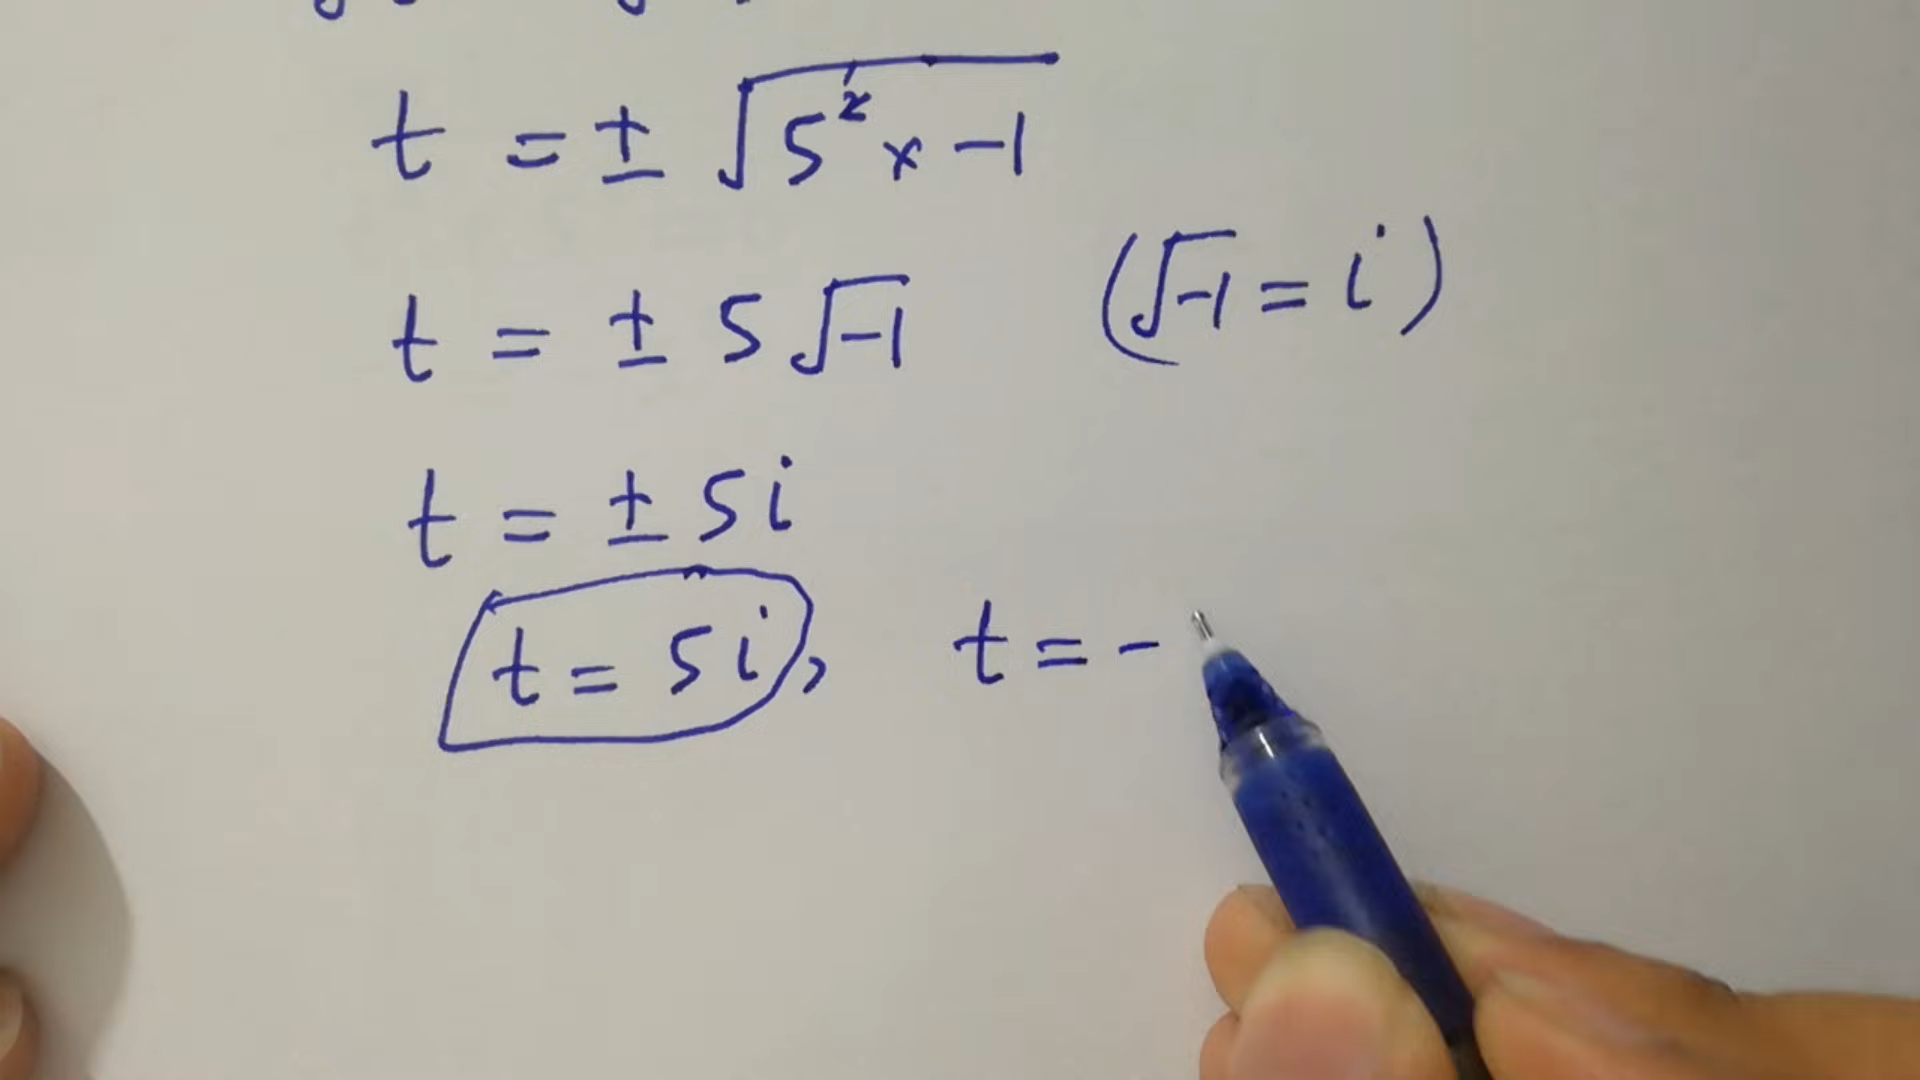 t = ± √5² x -1
t = ± 5 √-1 (√-1 = i)
t = ± 5i
t = 5i, t = -